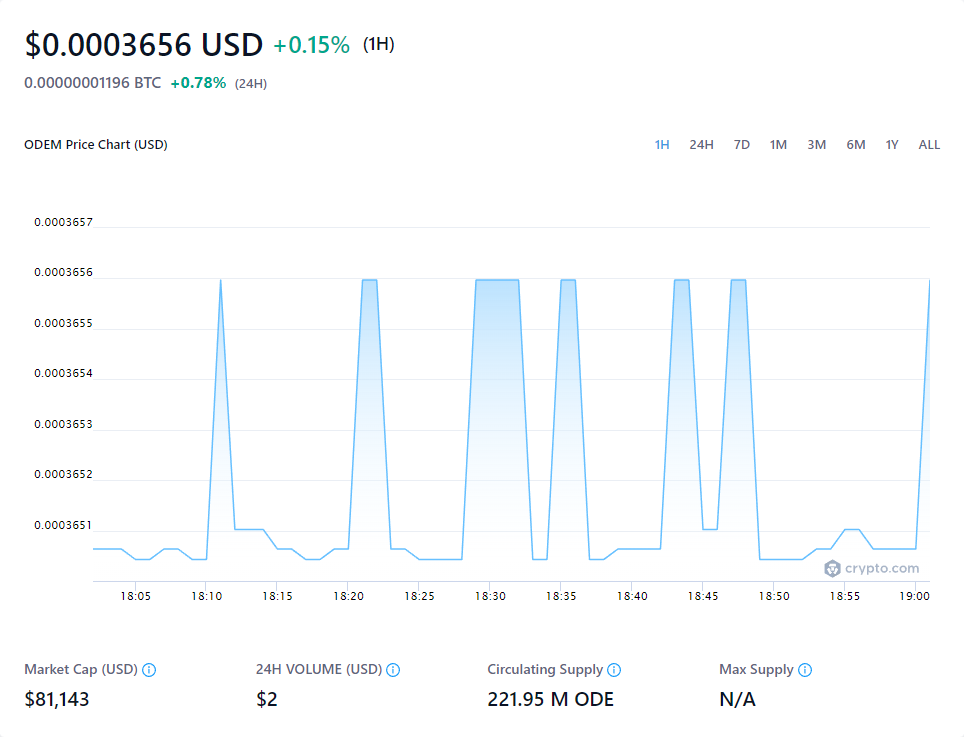 $0.0003656 USD +0.15% (1H)
0.00000001196 BTC +0.78% (24H)
ODEM Price Chart (USD) 1H 24H 7D 1M 3M 6M 1Y ALL
0.0003657
0.0003656
0.0003655
0.0003654
0.0003653
0.0003652
0.0003651
crypto.com
18:05 18:10 18:15 18:20 18:25 18:30 18:35 18:40 18:45 18:50 18:55 19:00
Market Cap (USD) 24H VOLUME (USD) Circulating Supply Max Supply
$81,143 $2 221.95 M ODE N/A